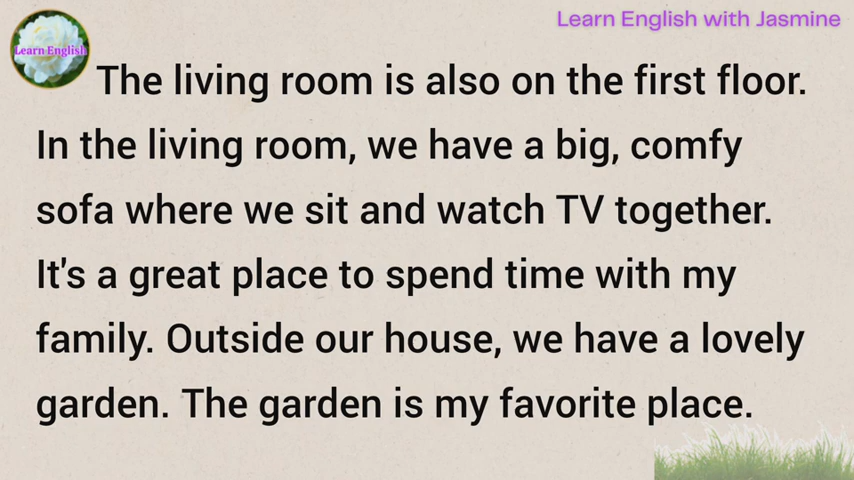 Learn English with Jasmine
Learn English
The living room is also on the first floor.
In the living room, we have a big, comfy
sofa where we sit and watch TV together.
It's a great place to spend time with my
family. Outside our house, we have a lovely
garden. The garden is my favorite place.